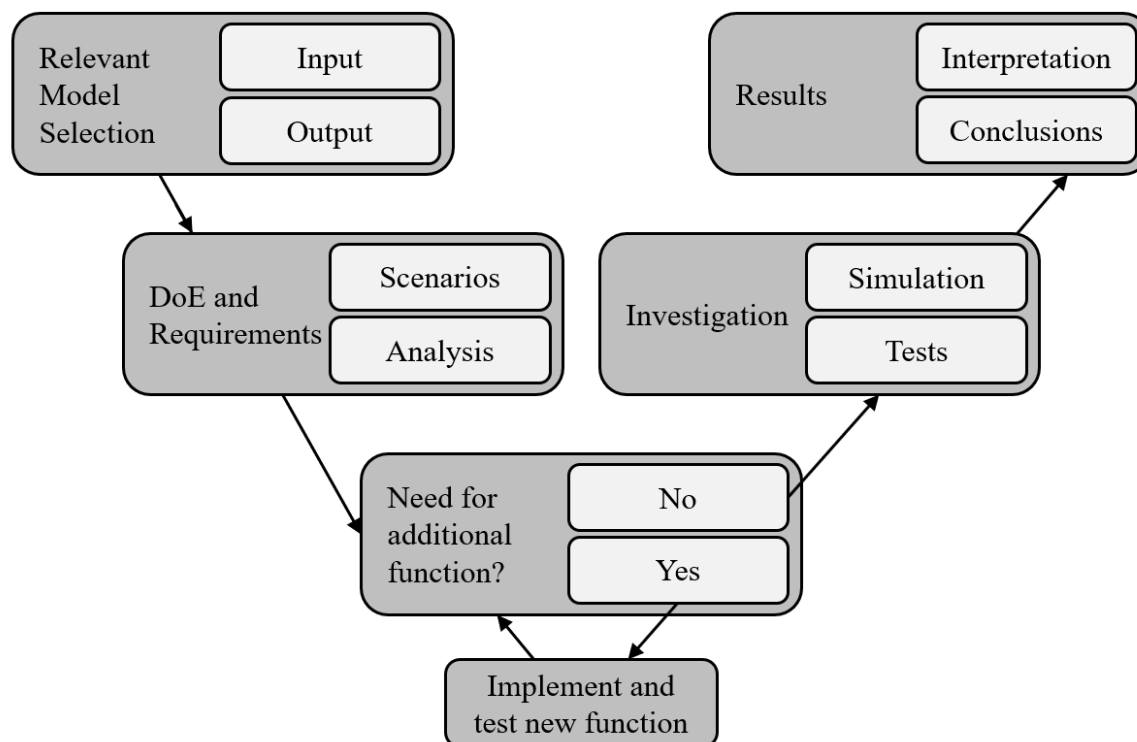 Relevant
Model
Selection
Input
Output
DoE and
Requirements
Scenarios
Analysis
Need for
additional
function?
No
Yes
Implement and
test new function
Investigation
Simulation
Tests
Results
Interpretation
Conclusions